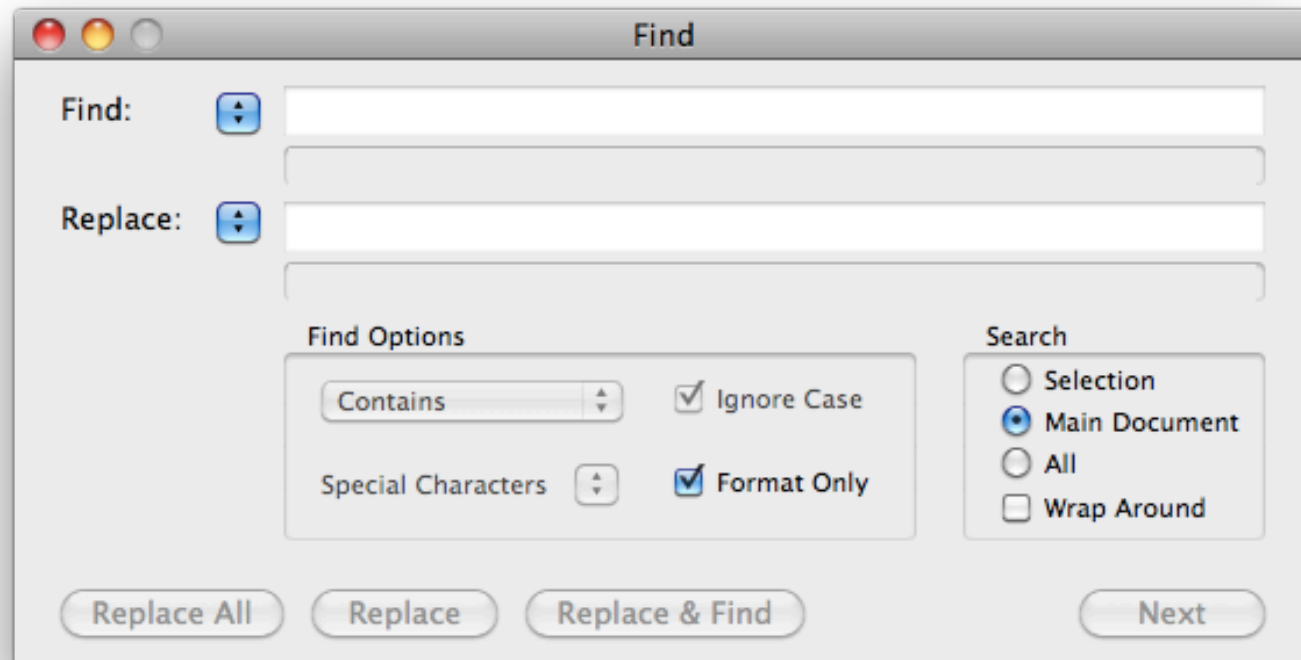 Find
Find:
Replace:
Find Options
Contains
Ignore Case
Special Characters
Format Only
Search
Selection
Main Document
All
Wrap Around
Replace All
Replace
Replace & Find
Next